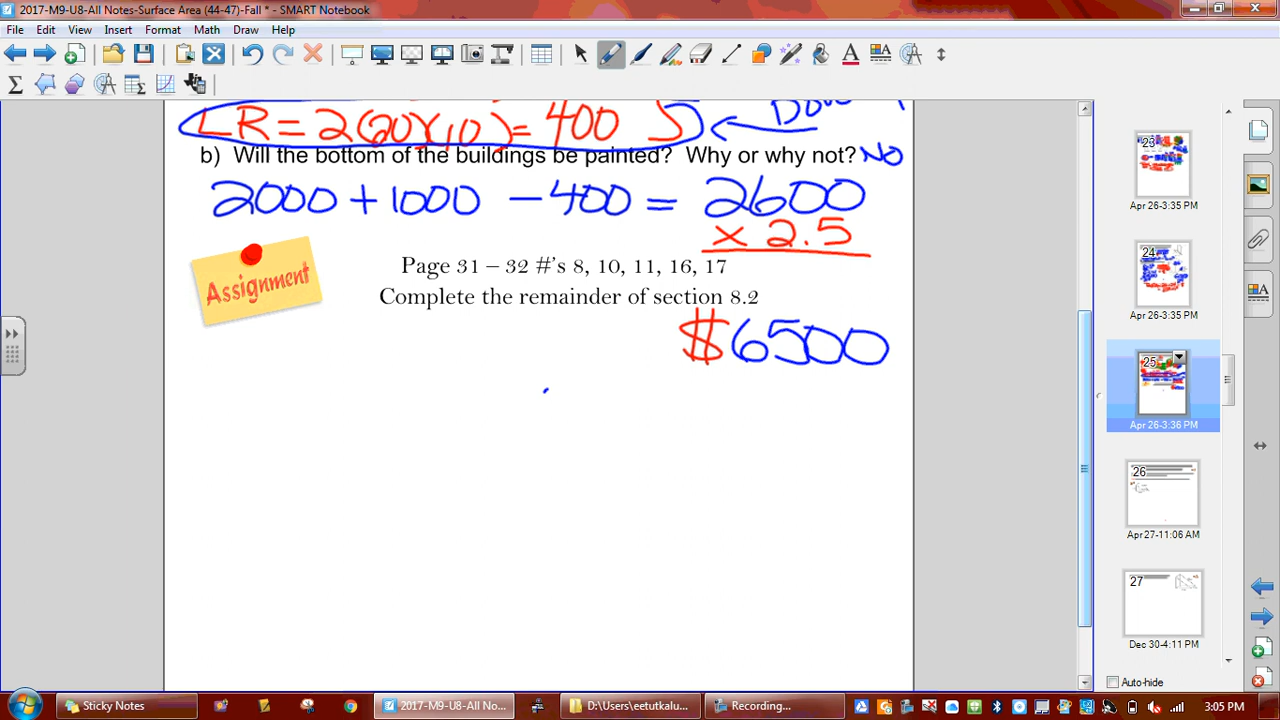 2017-M9-U8-All Notes-Surface Area (44-47)-Fall * - SMART Notebook
File Edit View Insert Format Math Draw Help
LR = 2(20)(10) = 400
b) Will the bottom of the buildings be painted? Why or why not? NO
2000 + 1000 - 400 = 2600
x 2.5
Assignment
Page 31 – 32 #'s 8, 10, 11, 16, 17
Complete the remainder of section 8.2
$6500
23
Apr 26-3:35 PM
24
Apr 26-3:35 PM
25
Apr 26-3:36 PM
26
Apr 27-11:06 AM
27
Dec 30-4:11 PM
Auto-hide
Sticky Notes
2017-M9-U8-All No...
D:\Users\eetutkalu...
Recording...
3:05 PM